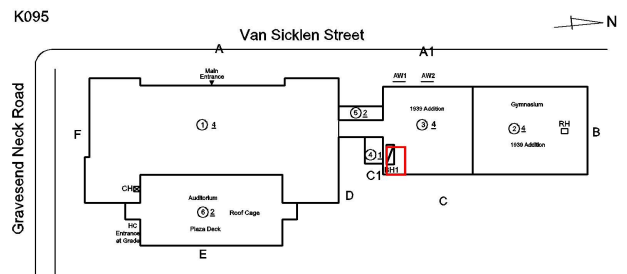 K095
Van Sicklen Street
N
A
A1
Main
Entrance
AW1 AW2
Gravesend Neck Road
F
1 4
5 2
1939 Addition
3 4
Gymnasium
2 4
RH
1939 Addition
B
4 1
BH1
C1
D
C
CH
Auditorium
6 2
Roof Cage
Plaza Deck
HC
Entrance
at Grade
E